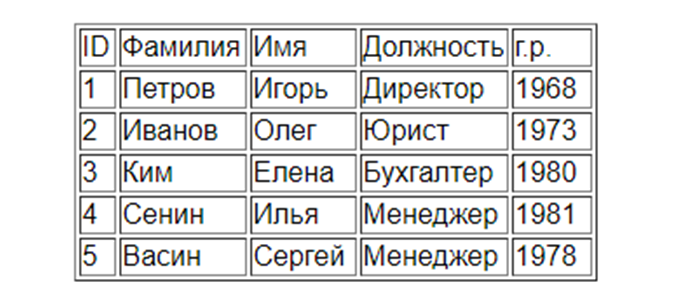 ID Фамилия Имя Должность г.р.
1 Петров Игорь Директор 1968
2 Иванов Олег Юрист 1973
3 Ким Елена Бухгалтер 1980
4 Сенин Илья Менеджер 1981
5 Васин Сергей Менеджер 1978